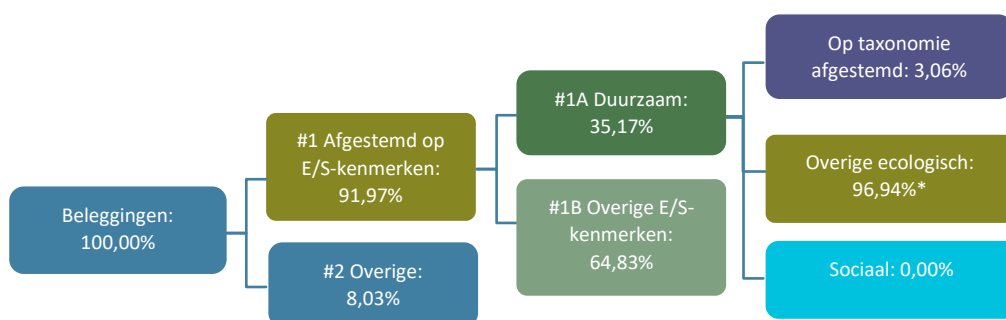 Beleggingen:
100,00%
#1 Afgestemd op
E/S-kenmerken:
91,97%
#2 Overige:
8,03%
#1A Duurzaam:
35,17%
#1B Overige E/S-
kenmerken:
64,83%
Op taxonomie
afgestemd: 3,06%
Overige ecologisch:
96,94%*
Sociaal: 0,00%